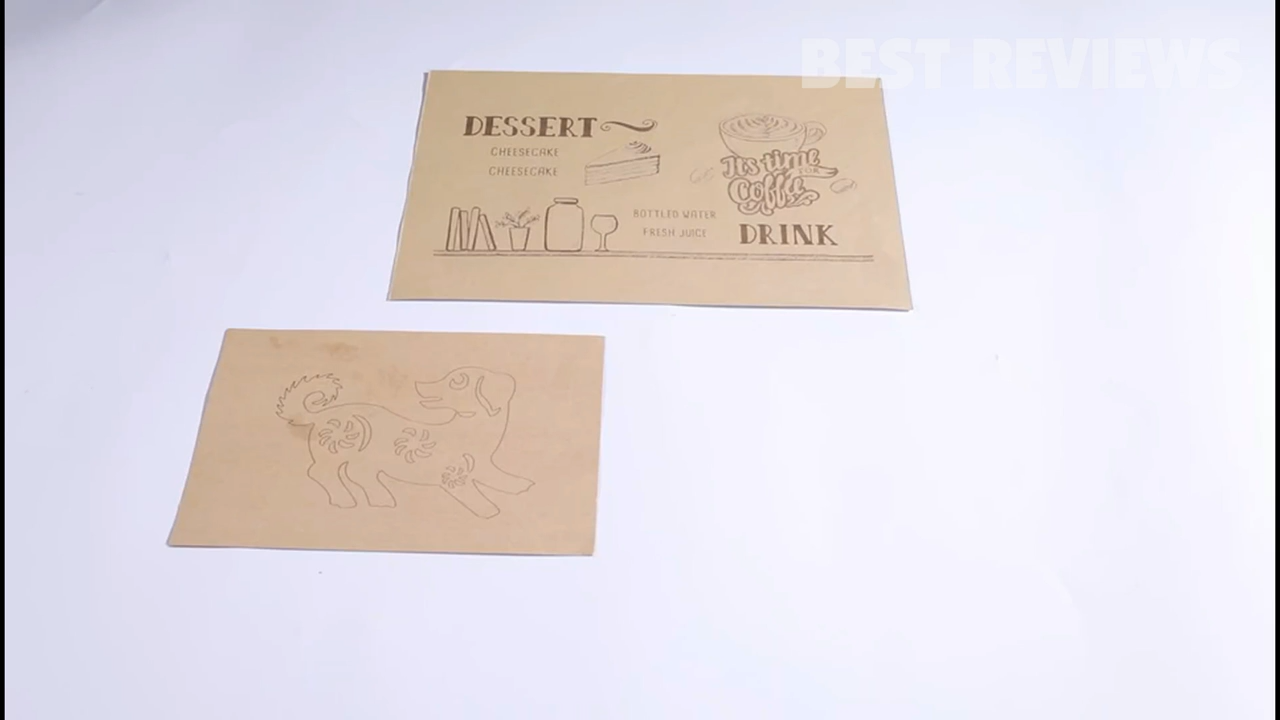 BEST REVIEWS
DESSERT
CHEESECAKE
CHEESECAKE
It's time
FOR
Coffee
BOTTLED WATER
FRESH JUICE
DRINK